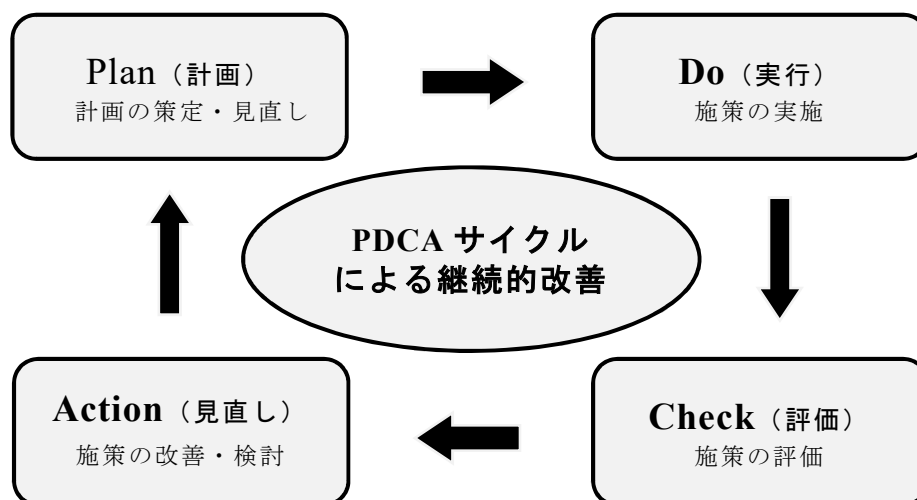 Plan（計画）
計画の策定・見直し
Do（実行）
施策の実施
PDCA サイクル
による継続的改善
Action（見直し）
施策の改善・検討
Check（評価）
施策の評価